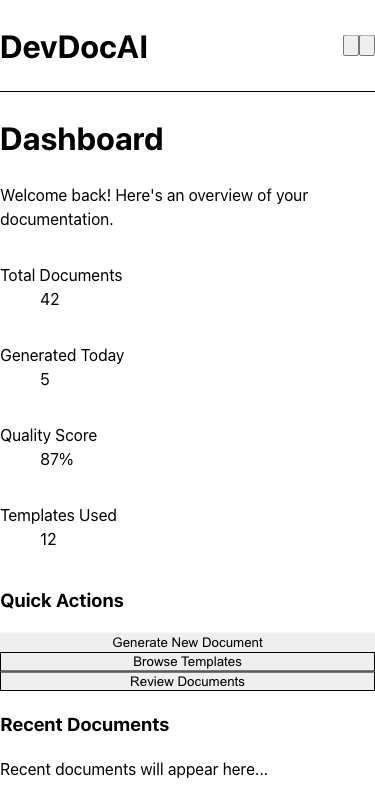 DevDocAI
Dashboard
Welcome back! Here's an overview of your
documentation.
Total Documents
42
Generated Today
5
Quality Score
87%
Templates Used
12
Quick Actions
Generate New Document
Browse Templates
Review Documents
Recent Documents
Recent documents will appear here...